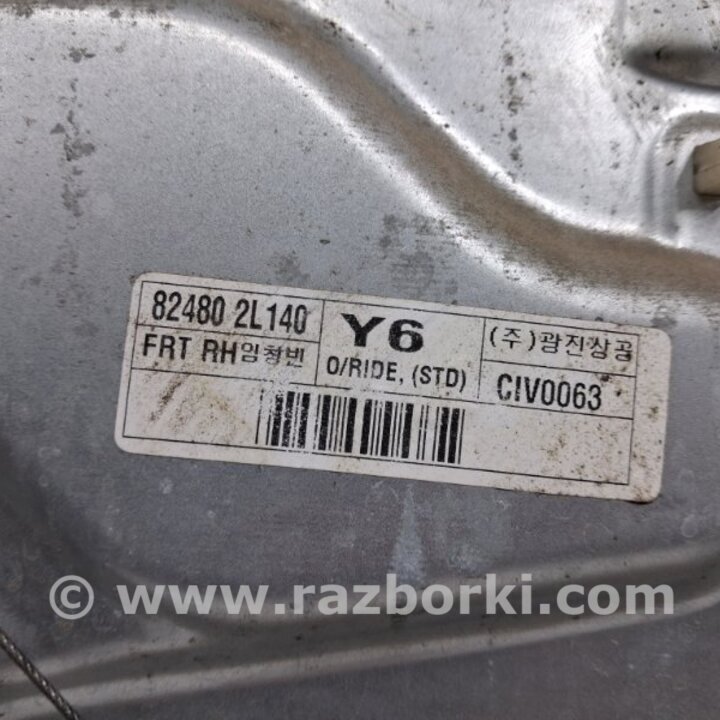 82480 2L140
FRT RH임창빈
Y6
O/RIDE, (STD)
(주)광진상공
CIV0063
© www.razborki.com